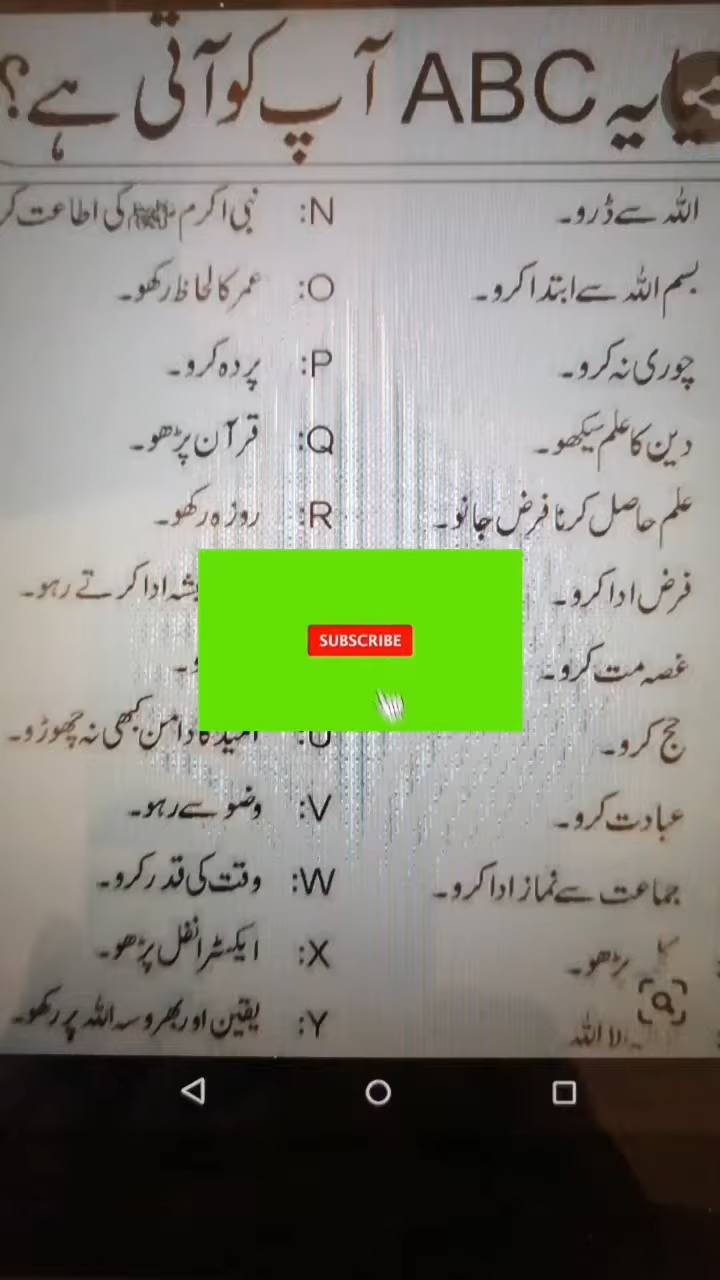 یہ ABC آپ کو آتی ہے؟
اللہ سے ڈرو۔
بسم اللہ سے ابتدا کرو۔
چوری نہ کرو۔
دین کا علم سیکھو۔
علم حاصل کرنا فرض جانو۔
فرض ادا کرو۔
غصہ مت کرو۔
حج کرو۔
عبادت کرو۔
جماعت سے نماز ادا کرو۔
پڑھو۔
الا اللہ
N: نبی اکرم ﷺ کی اطاعت
O: عمر کا لحاظ رکھو۔
P: پردہ کرو۔
Q: قرآن پڑھو۔
R: روزہ رکھو۔
ادا کرتے رہو۔
U: امید کا دامن کبھی نہ چھوڑو۔
V: وضو سے رہو۔
W: وقت کی قدر کرو۔
X: ایکسٹرا نفل پڑھو۔
Y: یقین اور بھروسہ اللہ پر رکھو۔
SUBSCRIBE